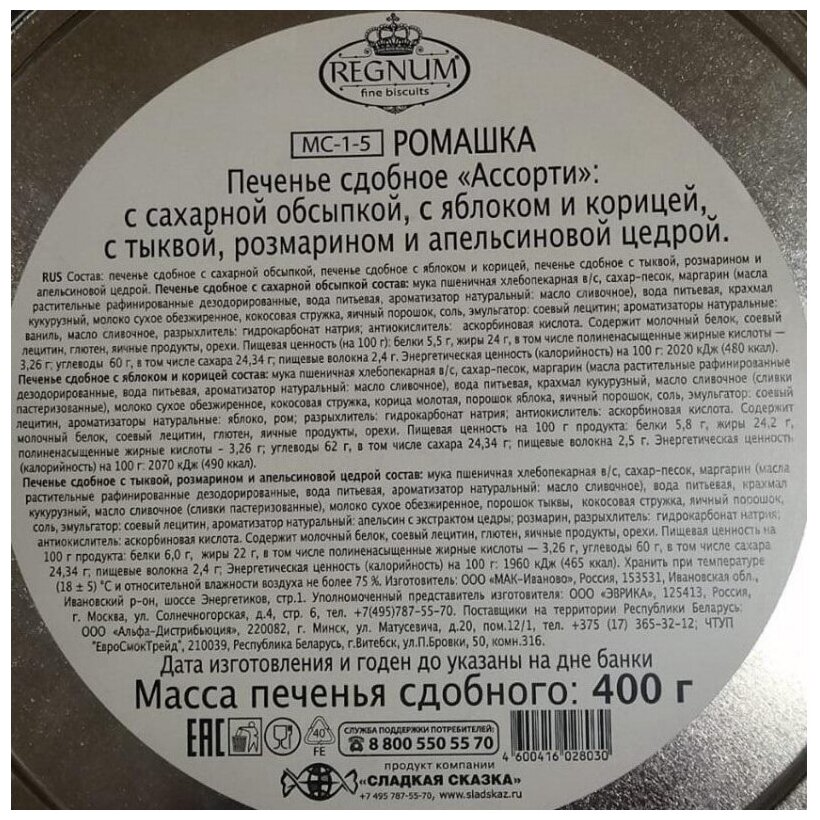 REGNUM
fine biscuits
МС-1-5 РОМАШКА
Печенье сдобное «Ассорти»:
с сахарной обсыпкой, с яблоком и корицей,
с тыквой, розмарином и апельсиновой цедрой.
RUS Состав: печенье сдобное с сахарной обсыпкой, печенье сдобное с яблоком и корицей, печенье сдобное с тыквой, розмарином и
апельсиновой цедрой. Печенье сдобное с сахарной обсыпкой состав: мука пшеничная хлебопекарная в/с, сахар-песок, маргарин (масла
растительные рафинированные дезодорированные, вода питьевая, ароматизатор натуральный: масло сливочное), вода питьевая, крахмал
кукурузный, молоко сухое обезжиренное, кокосовая стружка, яичный порошок, соль, эмульгатор: соевый лецитин; ароматизаторы натуральные:
ваниль, масло сливочное, разрыхлитель: гидрокарбонат натрия; антиокислитель: аскорбиновая кислота. Содержит молочный белок, соевый
лецитин, глютен, яичные продукты, орехи. Пищевая ценность (на 100 г): белки 5,5 г, жиры 24 г, в том числе полиненасыщенные жирные кислоты —
3,26 г; углеводы 60 г, в том числе сахара 24,34 г; пищевые волокна 2,4 г. Энергетическая ценность (калорийность) на 100 г: 2020 кДж (480 ккал).
Печенье сдобное с яблоком и корицей состав: мука пшеничная хлебопекарная в/с, сахар-песок, маргарин (масла растительные рафинированные
дезодорированные, вода питьевая, ароматизатор натуральный: масло сливочное), вода питьевая, крахмал кукурузный, масло сливочное (сливки
пастеризованные), молоко сухое обезжиренное, кокосовая стружка, корица молотая, порошок яблока, яичный порошок, соль, эмульгатор: соевый
лецитин, ароматизаторы натуральные: яблоко, ром; разрыхлитель: гидрокарбонат натрия; антиокислитель: аскорбиновая кислота. Содержит
молочный белок, соевый лецитин, глютен, яичные продукты, орехи. Пищевая ценность на 100 г продукта: белки 5,8 г, жиры 24,2 г,
полиненасыщенные жирные кислоты – 3,26 г; углеводы 62 г, в том числе сахара 24,34 г; пищевые волокна 2,5 г. Энергетическая ценность
(калорийность) на 100 г: 2070 кДж (490 ккал).
Печенье сдобное с тыквой, розмарином и апельсиновой цедрой состав: мука пшеничная хлебопекарная в/с, сахар-песок, маргарин (масла
растительные рафинированные дезодорированные, вода питьевая, ароматизатор натуральный: масло сливочное), вода питьевая, крахмал
кукурузный, масло сливочное (сливки пастеризованные), молоко сухое обезжиренное, порошок тыквы, кокосовая стружка, яичный порошок,
соль, эмульгатор: соевый лецитин, ароматизатор натуральный: апельсин с экстрактом цедры; розмарин, разрыхлитель: гидрокарбонат натрия;
антиокислитель: аскорбиновая кислота. Содержит молочный белок, соевый лецитин, глютен, яичные продукты, орехи. Пищевая ценность на
100 г продукта: белки 6,0 г, жиры 22 г, в том числе полиненасыщенные жирные кислоты — 3,26 г, углеводы 60 г, в том числе сахара
24,34 г; пищевые волокна 2,4 г; Энергетическая ценность (калорийность) на 100 г: 1960 кДж (465 ккал). Хранить при температуре
(18 ± 5) °С и относительной влажности воздуха не более 75 %. Изготовитель: ООО «МАК-Иваново», Россия, 153531, Ивановская обл.,
Ивановский р-он, шоссе Энергетиков, стр.1. Уполномоченный представитель изготовителя: ООО «ЭВРИКА», 125413, Россия,
г. Москва, ул. Солнечногорская, д.4, стр. 6, тел. +7(495)787-55-70. Поставщики на территории Республики Беларусь:
ООО «Альфа-Дистрибьюция», 220082, г. Минск, ул. Матусевича, д.20, пом.12/1, тел. +375 (17) 365-32-12; ЧТУП
"ЕвроСмокТрейд", 210039, Республика Беларусь, г.Витебск, ул.П.Бровки, 50, комн.316.
Дата изготовления и годен до указаны на дне банки
Масса печенья сдобного: 400 г
ЕАС
40
FE
СЛУЖБА ПОДДЕРЖКИ ПОТРЕБИТЕЛЕЙ:
8 800 550 55 70
4 600416 028030
продукт компании
«СЛАДКАЯ СКАЗКА»
+7 495 787-55-70, www.sladskaz.ru